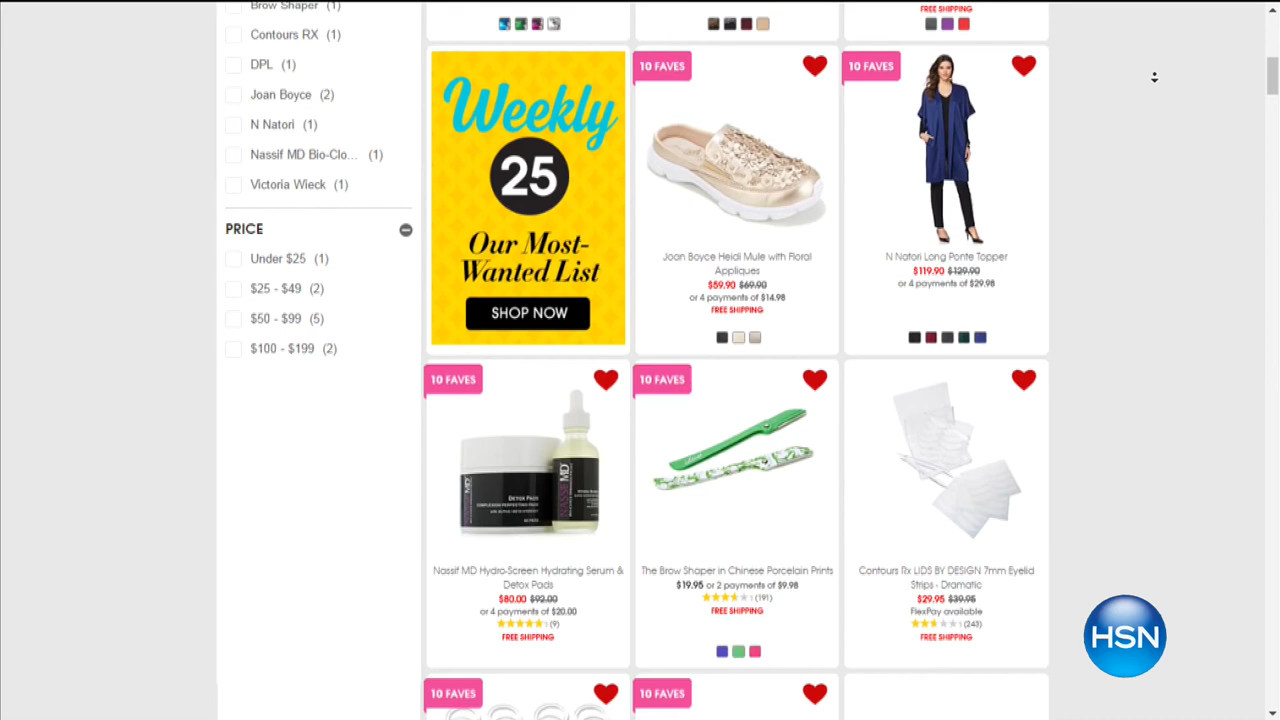 Brow Shaper (1)
Contours RX (1)
DPL (1)
Joan Boyce (2)
N Natori (1)
Nassif MD Bio-Clo... (1)
Victoria Wieck (1)
PRICE
Under $25 (1)
$25 - $49 (2)
$50 - $99 (5)
$100 - $199 (2)
FREE SHIPPING
Weekly
25
Our Most-
Wanted List
SHOP NOW
10 FAVES
Joan Boyce Heidi Mule with Floral
Appliques
$59.90 $69.90
or 4 payments of $14.98
FREE SHIPPING
10 FAVES
N Natori Long Ponte Topper
$119.90 $129.90
or 4 payments of $29.98
10 FAVES
DETOX PADS
NASSIF MD
Nassif MD Hydro-Screen Hydrating Serum &
Detox Pads
$80.00 $92.00
or 4 payments of $20.00
(9)
FREE SHIPPING
10 FAVES
The Brow Shaper in Chinese Porcelain Prints
$19.95 or 2 payments of $9.98
(191)
FREE SHIPPING
Contours Rx LIDS BY DESIGN 7mm Eyelid
Strips - Dramatic
$29.95 $39.95
FlexPay available
(243)
FREE SHIPPING
10 FAVES
10 FAVES
HSN